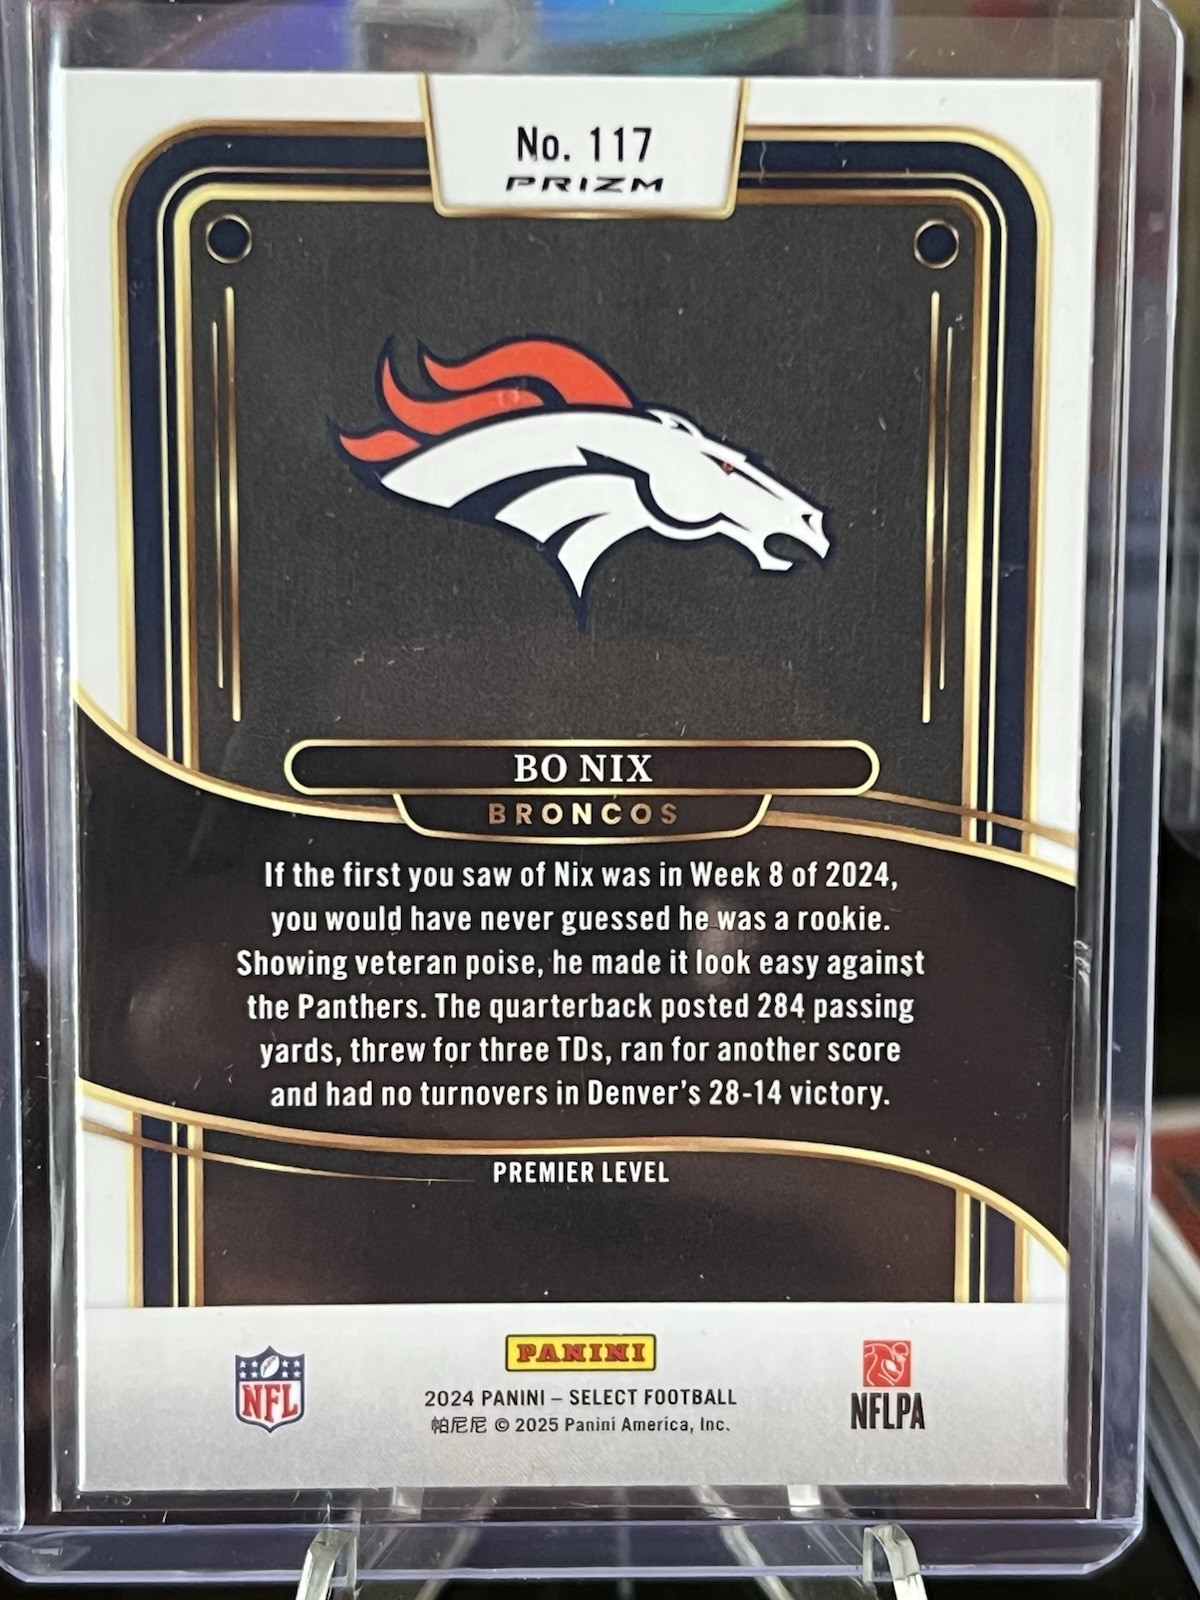 No. 117
PRIZM
BO NIX
BRONCOS
If the first you saw of Nix was in Week 8 of 2024,
you would have never guessed he was a rookie.
Showing veteran poise, he made it look easy against
the Panthers. The quarterback posted 284 passing
yards, threw for three TDs, ran for another score
and had no turnovers in Denver's 28-14 victory.
PREMIER LEVEL
PANINI
NFL
2024 PANINI – SELECT FOOTBALL
NFLPA
帕尼尼 © 2025 Panini America, Inc.